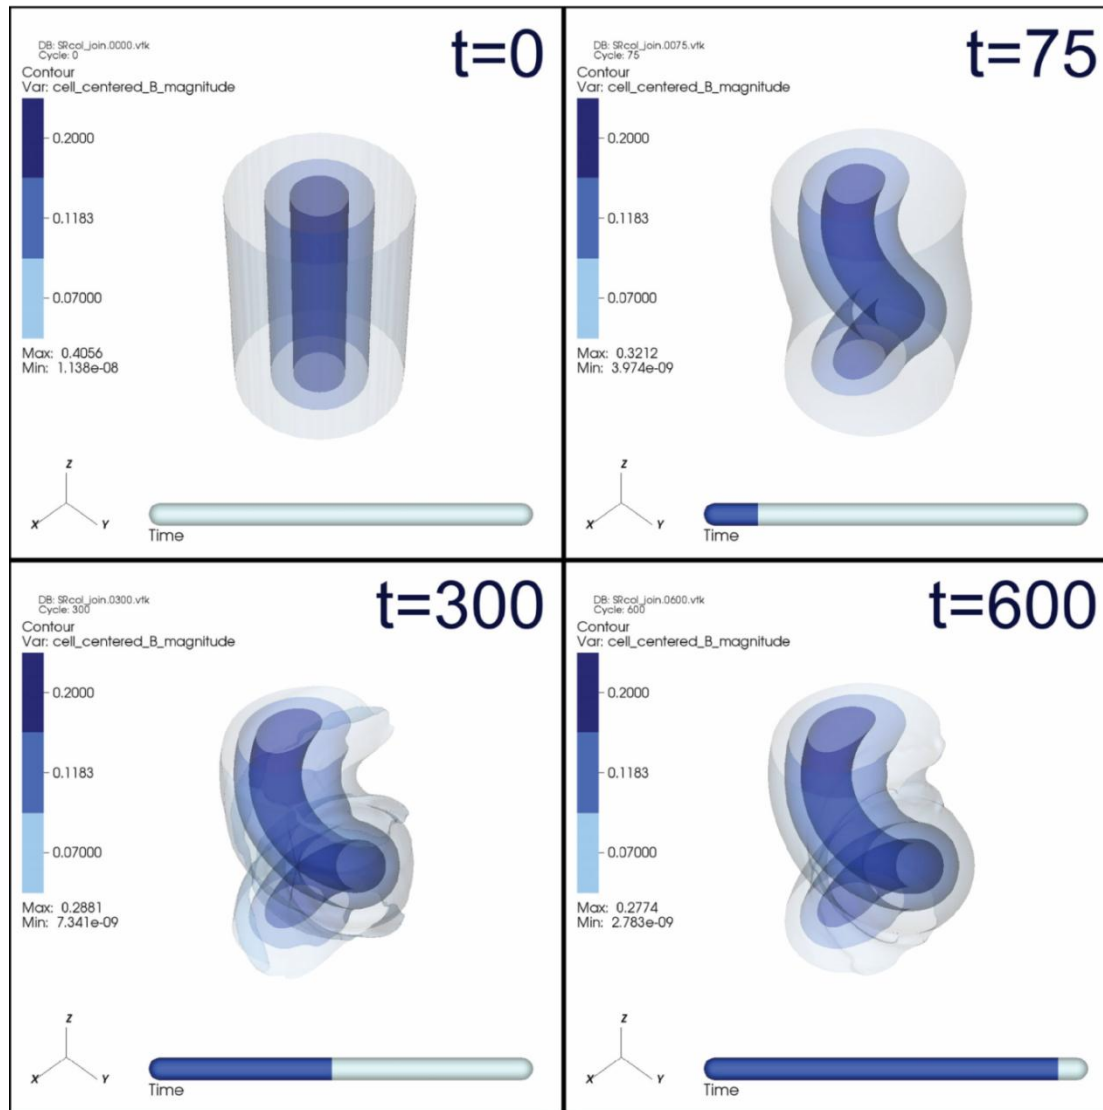 DB: SRcol_join.0000.vtk
Cycle: 0
t=0
Contour
Var: cell_centered_B_magnitude
0.2000
0.1183
0.07000
Max: 0.4056
Min: 1.138e-08
Z
X
Y
Time
DB: SRcol_join.0075.vtk
Cycle: 75
t=75
Contour
Var: cell_centered_B_magnitude
0.2000
0.1183
0.07000
Max: 0.3212
Min: 3.974e-09
Z
X
Y
Time
DB: SRcol_join.0300.vtk
Cycle: 300
t=300
Contour
Var: cell_centered_B_magnitude
0.2000
0.1183
0.07000
Max: 0.2881
Min: 7.341e-09
Z
X
Y
Time
DB: SRcol_join.0600.vtk
Cycle: 600
t=600
Contour
Var: cell_centered_B_magnitude
0.2000
0.1183
0.07000
Max: 0.2774
Min: 2.783e-09
Z
X
Y
Time